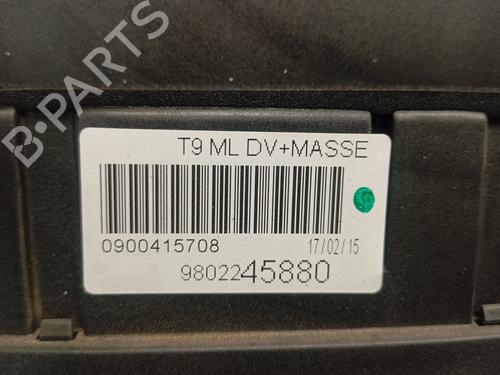 B-PARTS
T9 ML DV+MASSE
0900415708
17/02/15
9802245880